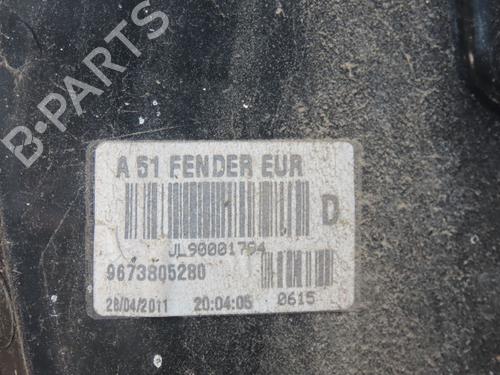 B-PARTS
A 51 FENDER EUR
D
JL90001794
9673805280
28/04/2011 20:04:05 0615